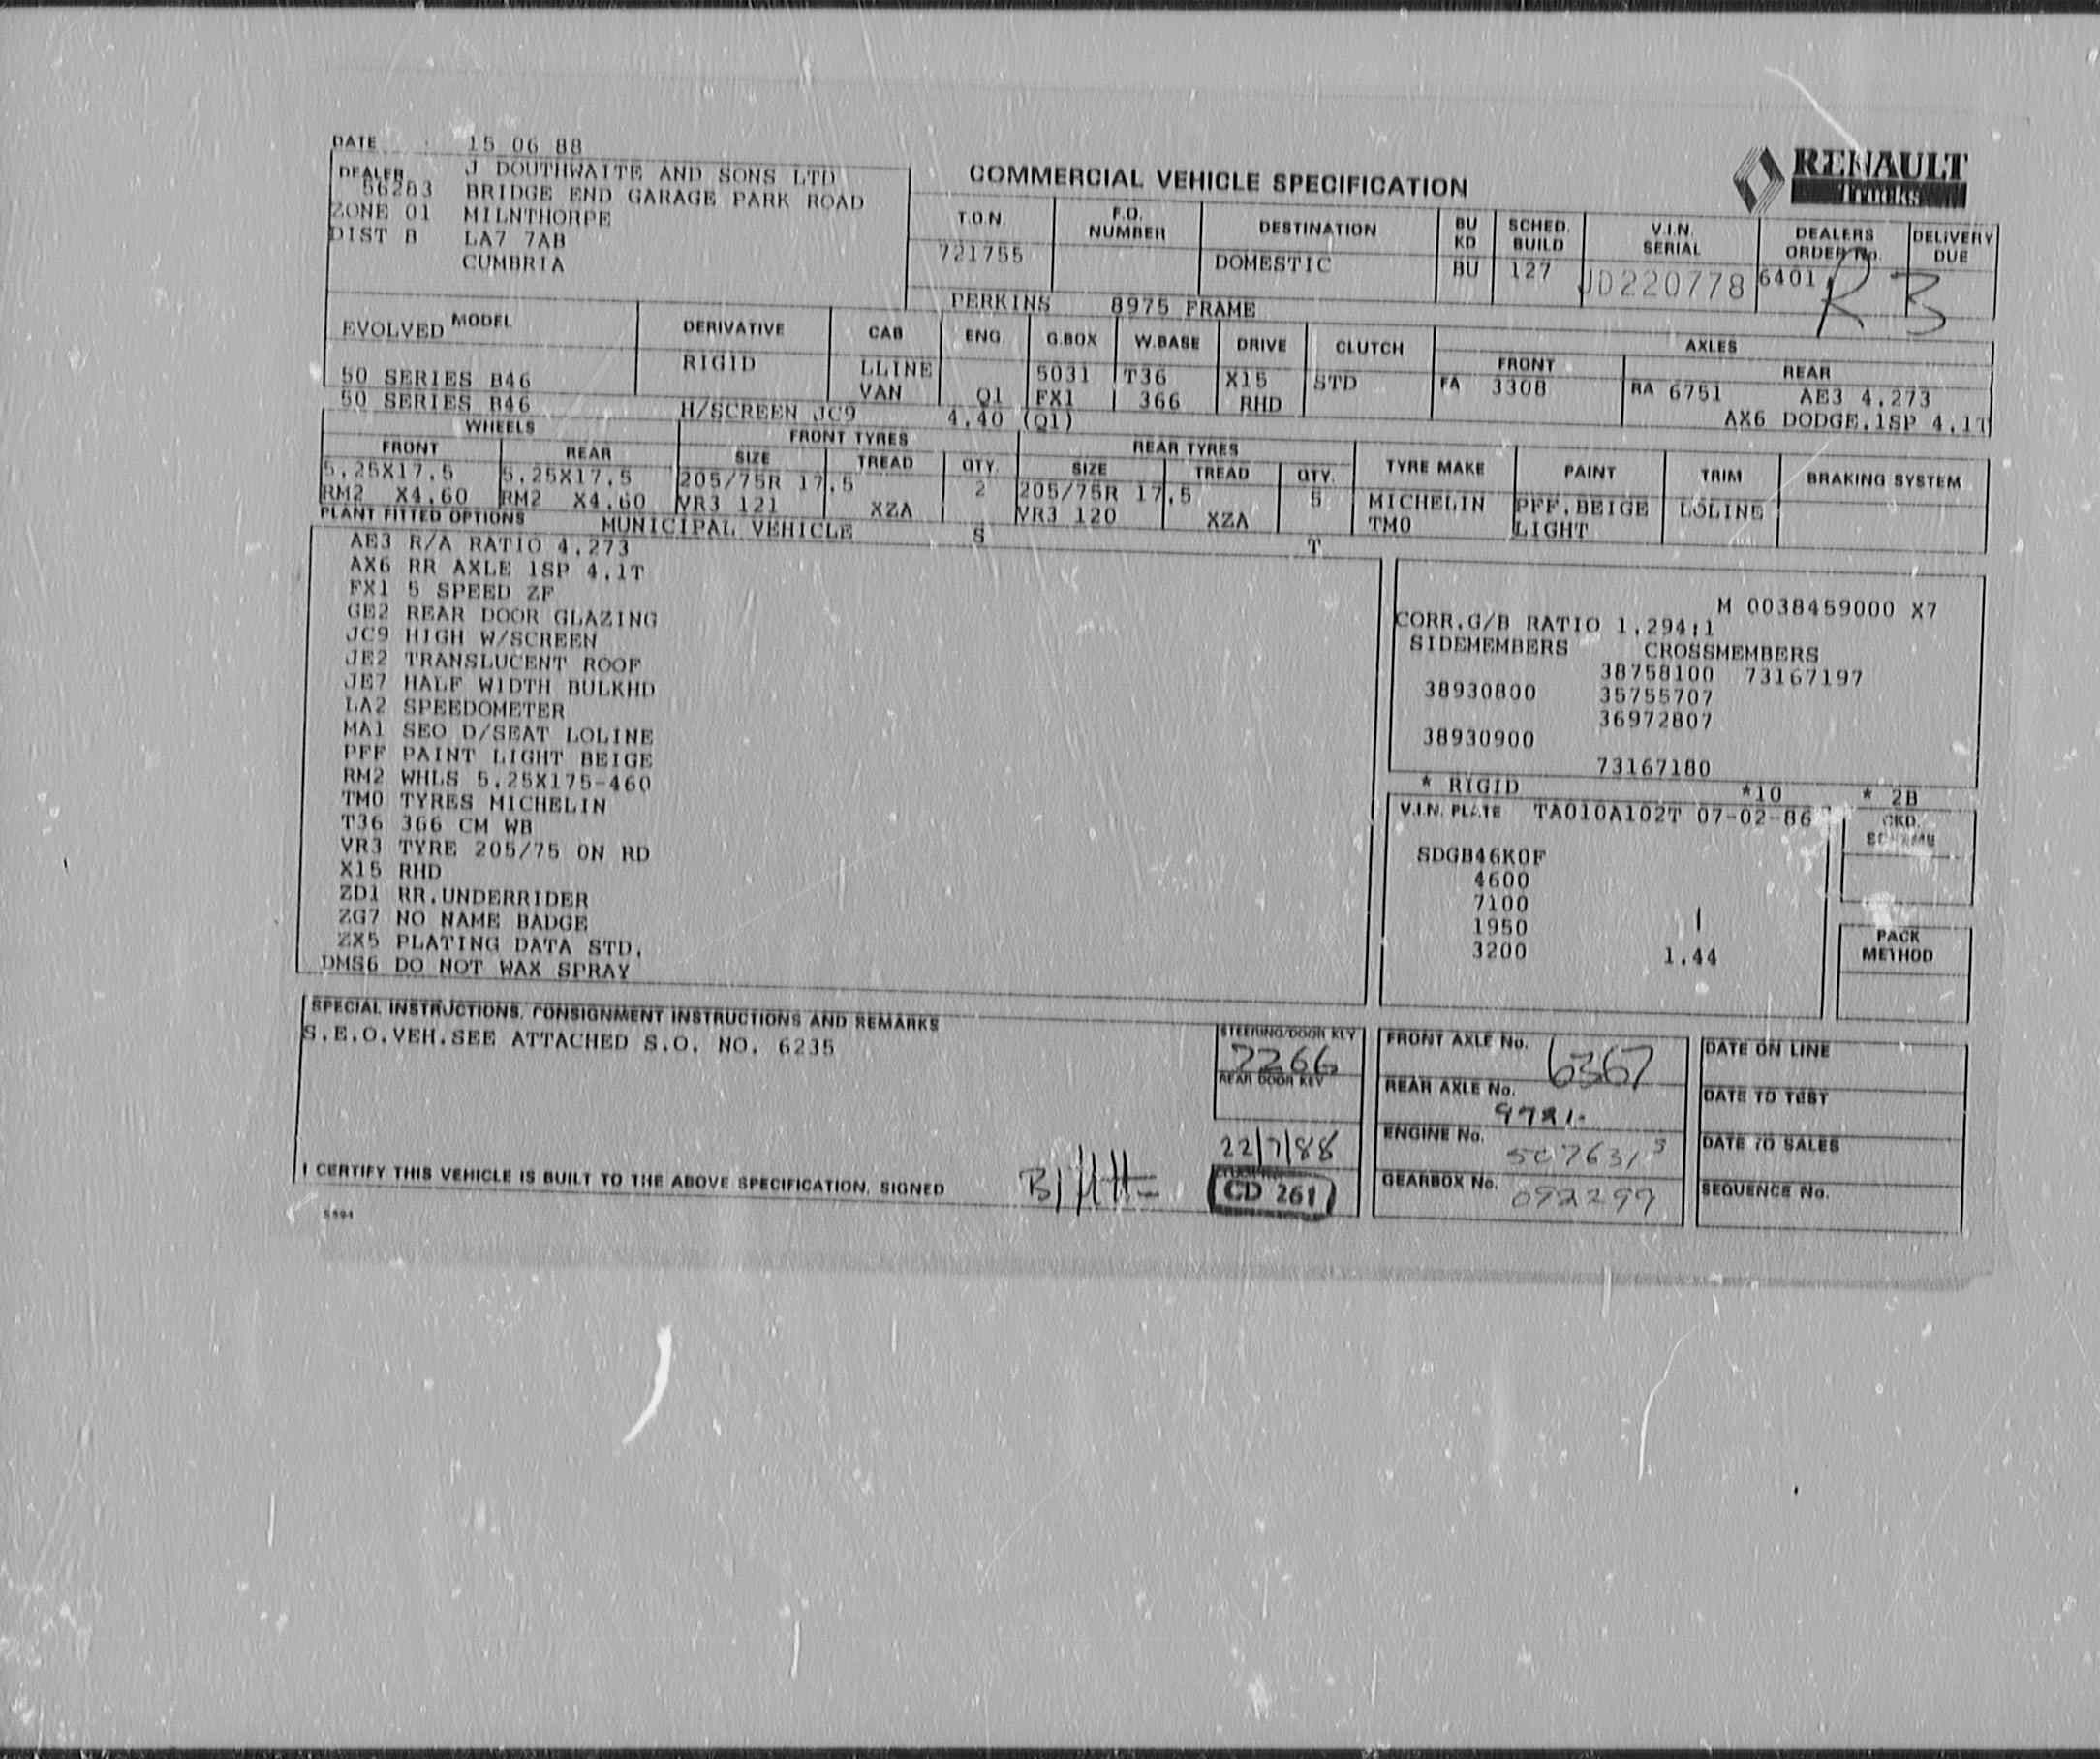 DATE 15 06 88
DEALER J DOUTHWAITE AND SONS LTD
56283 BRIDGE END GARAGE PARK ROAD
ZONE 01 MILNTHORPE
DIST B LA7 7AB
CUMBRIA
COMMERCIAL VEHICLE SPECIFICATION
RENAULT
TRUCKS
T.O.N. F.O. NUMBER DESTINATION BU KD SCHED. BUILD V.I.N. SERIAL DEALERS ORDER No. DELIVERY DUE
721755 DOMESTIC BU 127 JD220778 6401 R B
PERKINS 8975 FRAME
EVOLVED MODEL DERIVATIVE CAB ENG. G.BOX W.BASE DRIVE CLUTCH AXLES
FRONT REAR
50 SERIES B46 RIGID LLINE 5031 T36 X15 STD FA 3308 RA 6751 AE3 4.273
50 SERIES B46 VAN Q1 FX1 366 RHD AX6 DODGE.1SP 4.1T
H/SCREEN JC9 4.40 (Q1)
WHEELS FRONT TYRES REAR TYRES
FRONT REAR SIZE TREAD QTY. SIZE TREAD QTY. TYRE MAKE PAINT TRIM BRAKING SYSTEM
5.25X17.5 5.25X17.5 205/75R 17.5 2 205/75R 17.5 5 MICHELIN PFF.BEIGE LOLINE
RM2 X4.60 RM2 X4.60 VR3 121 XZA VR3 120 XZA TM0 LIGHT
PLANT FITTED OPTIONS MUNICIPAL VEHICLE S T
AE3 R/A RATIO 4.273
AX6 RR AXLE 1SP 4.1T
FX1 5 SPEED ZF
GE2 REAR DOOR GLAZING
JC9 HIGH W/SCREEN
JE2 TRANSLUCENT ROOF
JE7 HALF WIDTH BULKHD
LA2 SPEEDOMETER
MA1 SEO D/SEAT LOLINE
PFF PAINT LIGHT BEIGE
RM2 WHLS 5.25X175-460
TM0 TYRES MICHELIN
T36 366 CM WB
VR3 TYRE 205/75 ON RD
X15 RHD
ZD1 RR.UNDERRIDER
ZG7 NO NAME BADGE
ZX5 PLATING DATA STD.
DMS6 DO NOT WAX SPRAY
M 0038459000 X7
CORR.G/B RATIO 1.294:1
SIDEMEMBERS CROSSMEMBERS
38758100 73167197
38930800 35755707
36972807
38930900
73167180
* RIGID *10 * 2B
V.I.N. PLATE TA010A102T 07-02-86 CKD.
SDGB46K0F
4600
7100
1950
3200 1.44
PACK METHOD
SPECIAL INSTRUCTIONS, CONSIGNMENT INSTRUCTIONS AND REMARKS
S.E.O.VEH.SEE ATTACHED S.O. NO. 6235
STEERING/DOOR KEY
2266
REAR DOOR KEY
22/7/88
CD 261
FRONT AXLE No. 6367
REAR AXLE No. 9781.
ENGINE No. 507631 S
GEARBOX No. 092299
DATE ON LINE
DATE TO TEST
DATE TO SALES
SEQUENCE No.
I CERTIFY THIS VEHICLE IS BUILT TO THE ABOVE SPECIFICATION, SIGNED